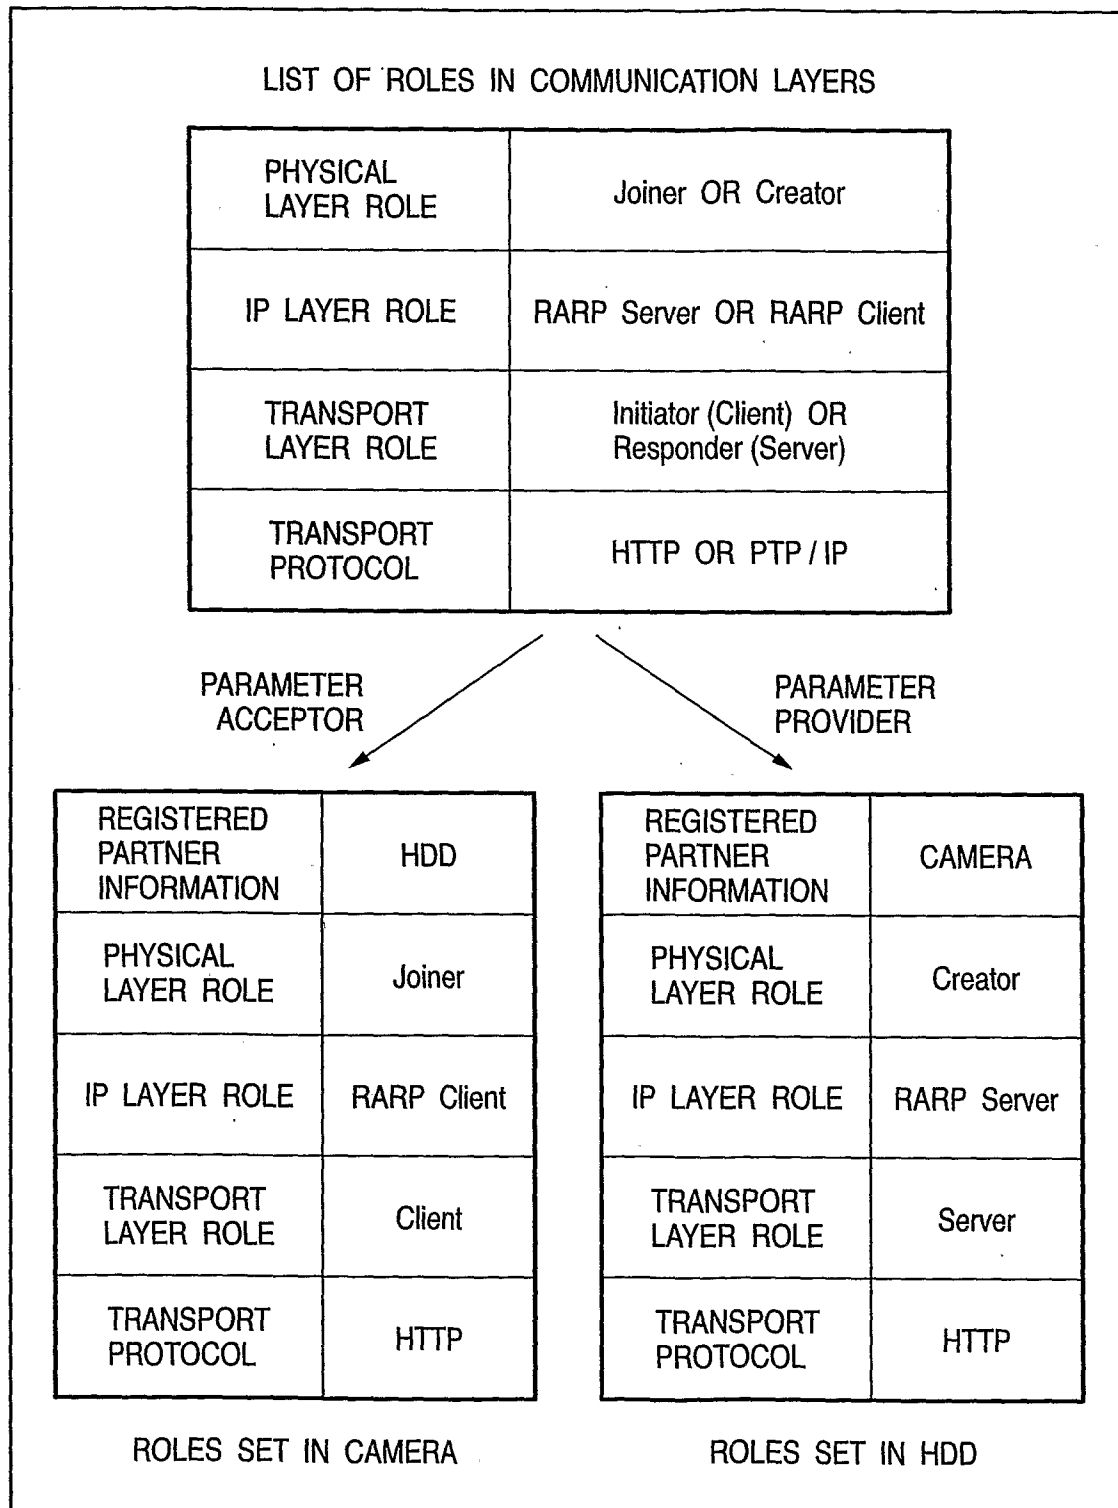 LIST OF ROLES IN COMMUNICATION LAYERS
PHYSICAL
LAYER ROLE
Joiner OR Creator
IP LAYER ROLE
RARP Server OR RARP Client
TRANSPORT
LAYER ROLE
Initiator (Client) OR
Responder (Server)
TRANSPORT
PROTOCOL
HTTP OR PTP / IP
PARAMETER
ACCEPTOR
PARAMETER
PROVIDER
REGISTERED
PARTNER
INFORMATION
HDD
PHYSICAL
LAYER ROLE
Joiner
IP LAYER ROLE
RARP Client
TRANSPORT
LAYER ROLE
Client
TRANSPORT
PROTOCOL
HTTP
ROLES SET IN CAMERA
REGISTERED
PARTNER
INFORMATION
CAMERA
PHYSICAL
LAYER ROLE
Creator
IP LAYER ROLE
RARP Server
TRANSPORT
LAYER ROLE
Server
TRANSPORT
PROTOCOL
HTTP
ROLES SET IN HDD